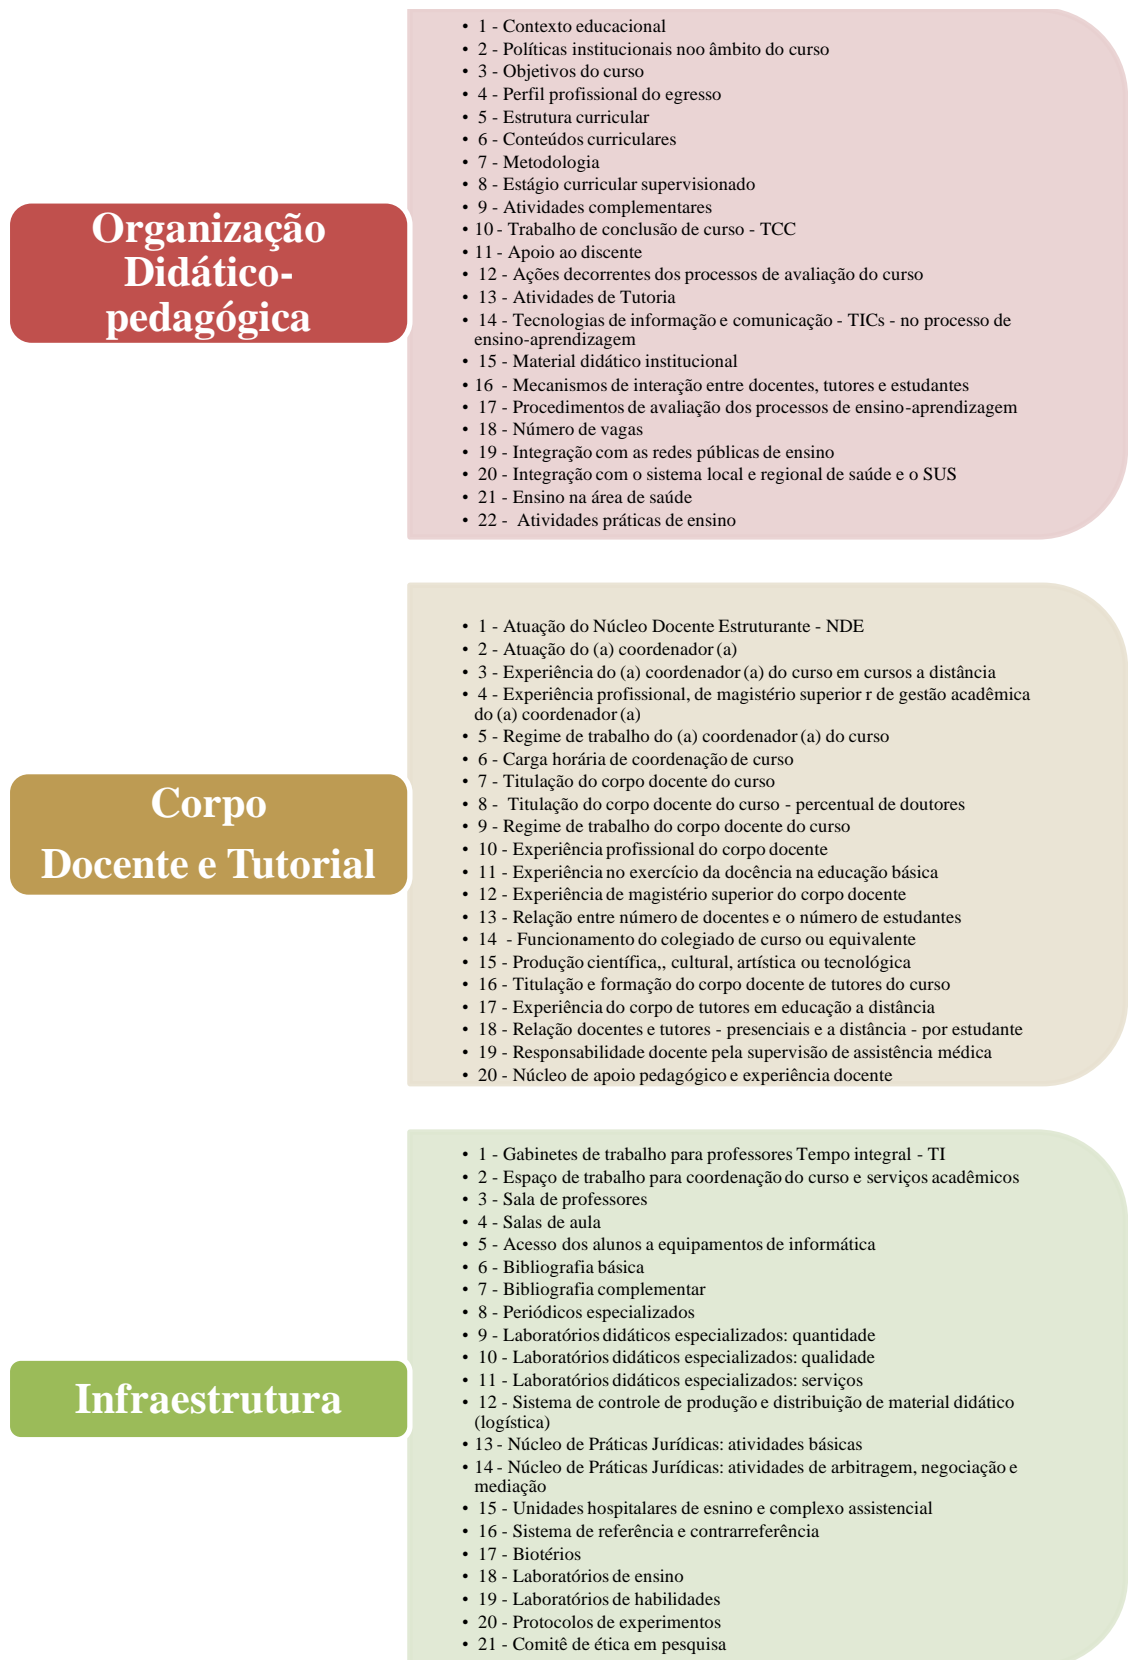 Organização
Didático-
pedagógica
• 1 - Contexto educacional
• 2 - Políticas institucionais noo âmbito do curso
• 3 - Objetivos do curso
• 4 - Perfil profissional do egresso
• 5 - Estrutura curricular
• 6 - Conteúdos curriculares
• 7 - Metodologia
• 8 - Estágio curricular supervisionado
• 9 - Atividades complementares
• 10 - Trabalho de conclusão de curso - TCC
• 11 - Apoio ao discente
• 12 - Ações decorrentes dos processos de avaliação do curso
• 13 - Atividades de Tutoria
• 14 - Tecnologias de informação e comunicação - TICs - no processo de
ensino-aprendizagem
• 15 - Material didático institucional
• 16 - Mecanismos de interação entre docentes, tutores e estudantes
• 17 - Procedimentos de avaliação dos processos de ensino-aprendizagem
• 18 - Número de vagas
• 19 - Integração com as redes públicas de ensino
• 20 - Integração com o sistema local e regional de saúde e o SUS
• 21 - Ensino na área de saúde
• 22 - Atividades práticas de ensino
Corpo
Docente e Tutorial
• 1 - Atuação do Núcleo Docente Estruturante - NDE
• 2 - Atuação do (a) coordenador (a)
• 3 - Experiência do (a) coordenador (a) do curso em cursos a distância
• 4 - Experiência profissional, de magistério superior r de gestão acadêmica
do (a) coordenador (a)
• 5 - Regime de trabalho do (a) coordenador (a) do curso
• 6 - Carga horária de coordenação de curso
• 7 - Titulação do corpo docente do curso
• 8 - Titulação do corpo docente do curso - percentual de doutores
• 9 - Regime de trabalho do corpo docente do curso
• 10 - Experiência profissional do corpo docente
• 11 - Experiência no exercício da docência na educação básica
• 12 - Experiência de magistério superior do corpo docente
• 13 - Relação entre número de docentes e o número de estudantes
• 14 - Funcionamento do colegiado de curso ou equivalente
• 15 - Produção científica,, cultural, artística ou tecnológica
• 16 - Titulação e formação do corpo docente de tutores do curso
• 17 - Experiência do corpo de tutores em educação a distância
• 18 - Relação docentes e tutores - presenciais e a distância - por estudante
• 19 - Responsabilidade docente pela supervisão de assistência médica
• 20 - Núcleo de apoio pedagógico e experiência docente
Infraestrutura
• 1 - Gabinetes de trabalho para professores Tempo integral - TI
• 2 - Espaço de trabalho para coordenação do curso e serviços acadêmicos
• 3 - Sala de professores
• 4 - Salas de aula
• 5 - Acesso dos alunos a equipamentos de informática
• 6 - Bibliografia básica
• 7 - Bibliografia complementar
• 8 - Periódicos especializados
• 9 - Laboratórios didáticos especializados: quantidade
• 10 - Laboratórios didáticos especializados: qualidade
• 11 - Laboratórios didáticos especializados: serviços
• 12 - Sistema de controle de produção e distribuição de material didático
(logística)
• 13 - Núcleo de Práticas Jurídicas: atividades básicas
• 14 - Núcleo de Práticas Jurídicas: atividades de arbitragem, negociação e
mediação
• 15 - Unidades hospitalares de esnino e complexo assistencial
• 16 - Sistema de referência e contrarreferência
• 17 - Biotérios
• 18 - Laboratórios de ensino
• 19 - Laboratórios de habilidades
• 20 - Protocolos de experimentos
• 21 - Comitê de ética em pesquisa